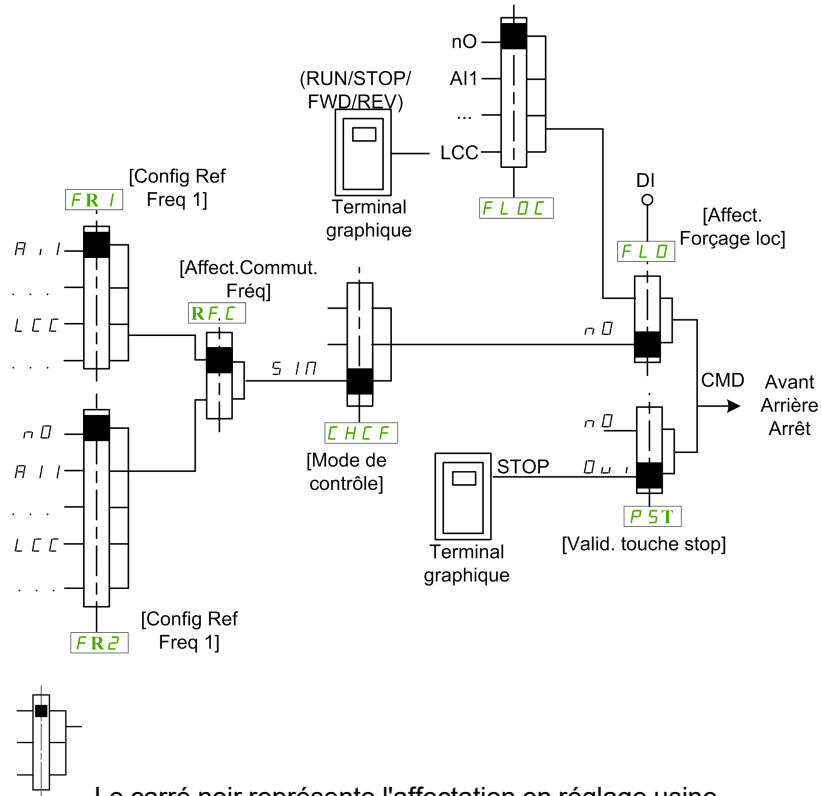 nO
AI1
...
LCC
(RUN/STOP/
FWD/REV)
Terminal
graphique
FLOC
DI
[Affect.
Forçage loc]
FLO
[Config Ref
Freq 1]
FR1
Ai1
...
LCC
...
[Affect.Commut.
Fréq]
RFC
SIM
nO
CHCF
[Mode de
contrôle]
CMD
Avant
Arrière
Arrêt
nO
AI1
...
LCC
...
nO
STOP
Oui
Terminal
graphique
PST
[Valid. touche stop]
[Config Ref
Freq 1]
FR2
Le carré noir représente l'affectation en réglage usine